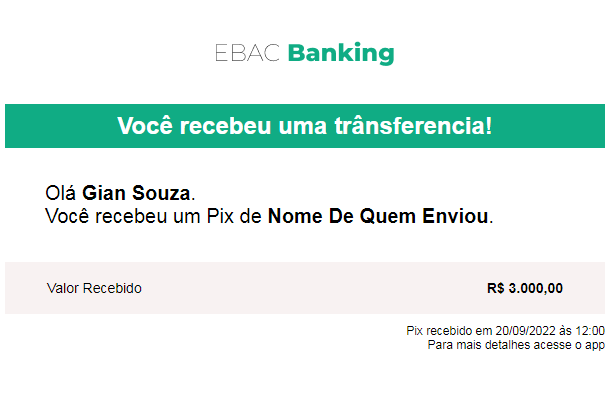 EBAC Banking
Você recebeu uma trânsferencia!
Olá Gian Souza.
Você recebeu um Pix de Nome De Quem Enviou.
Valor Recebido R$ 3.000,00
Pix recebido em 20/09/2022 às 12:00
Para mais detalhes acesse o app